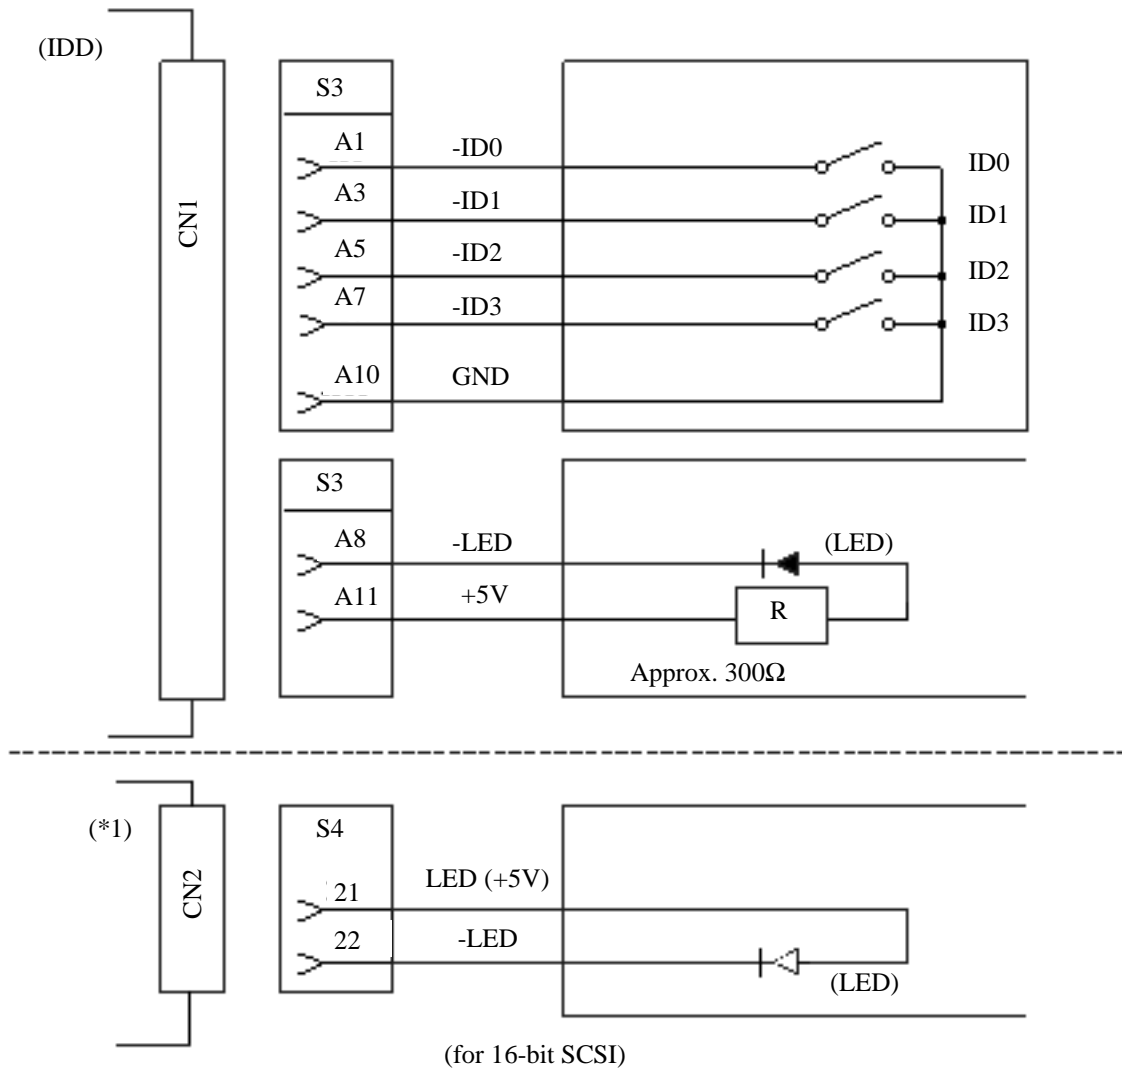 (IDD)
CN1
S3
A1 -ID0 ID0
A3 -ID1 ID1
A5 -ID2 ID2
A7 -ID3 ID3
A10 GND
S3
A8 -LED (LED)
A11 +5V R
Approx. 300Ω
(*1)
CN2
S4
21 LED (+5V)
22 -LED
(LED)
(for 16-bit SCSI)